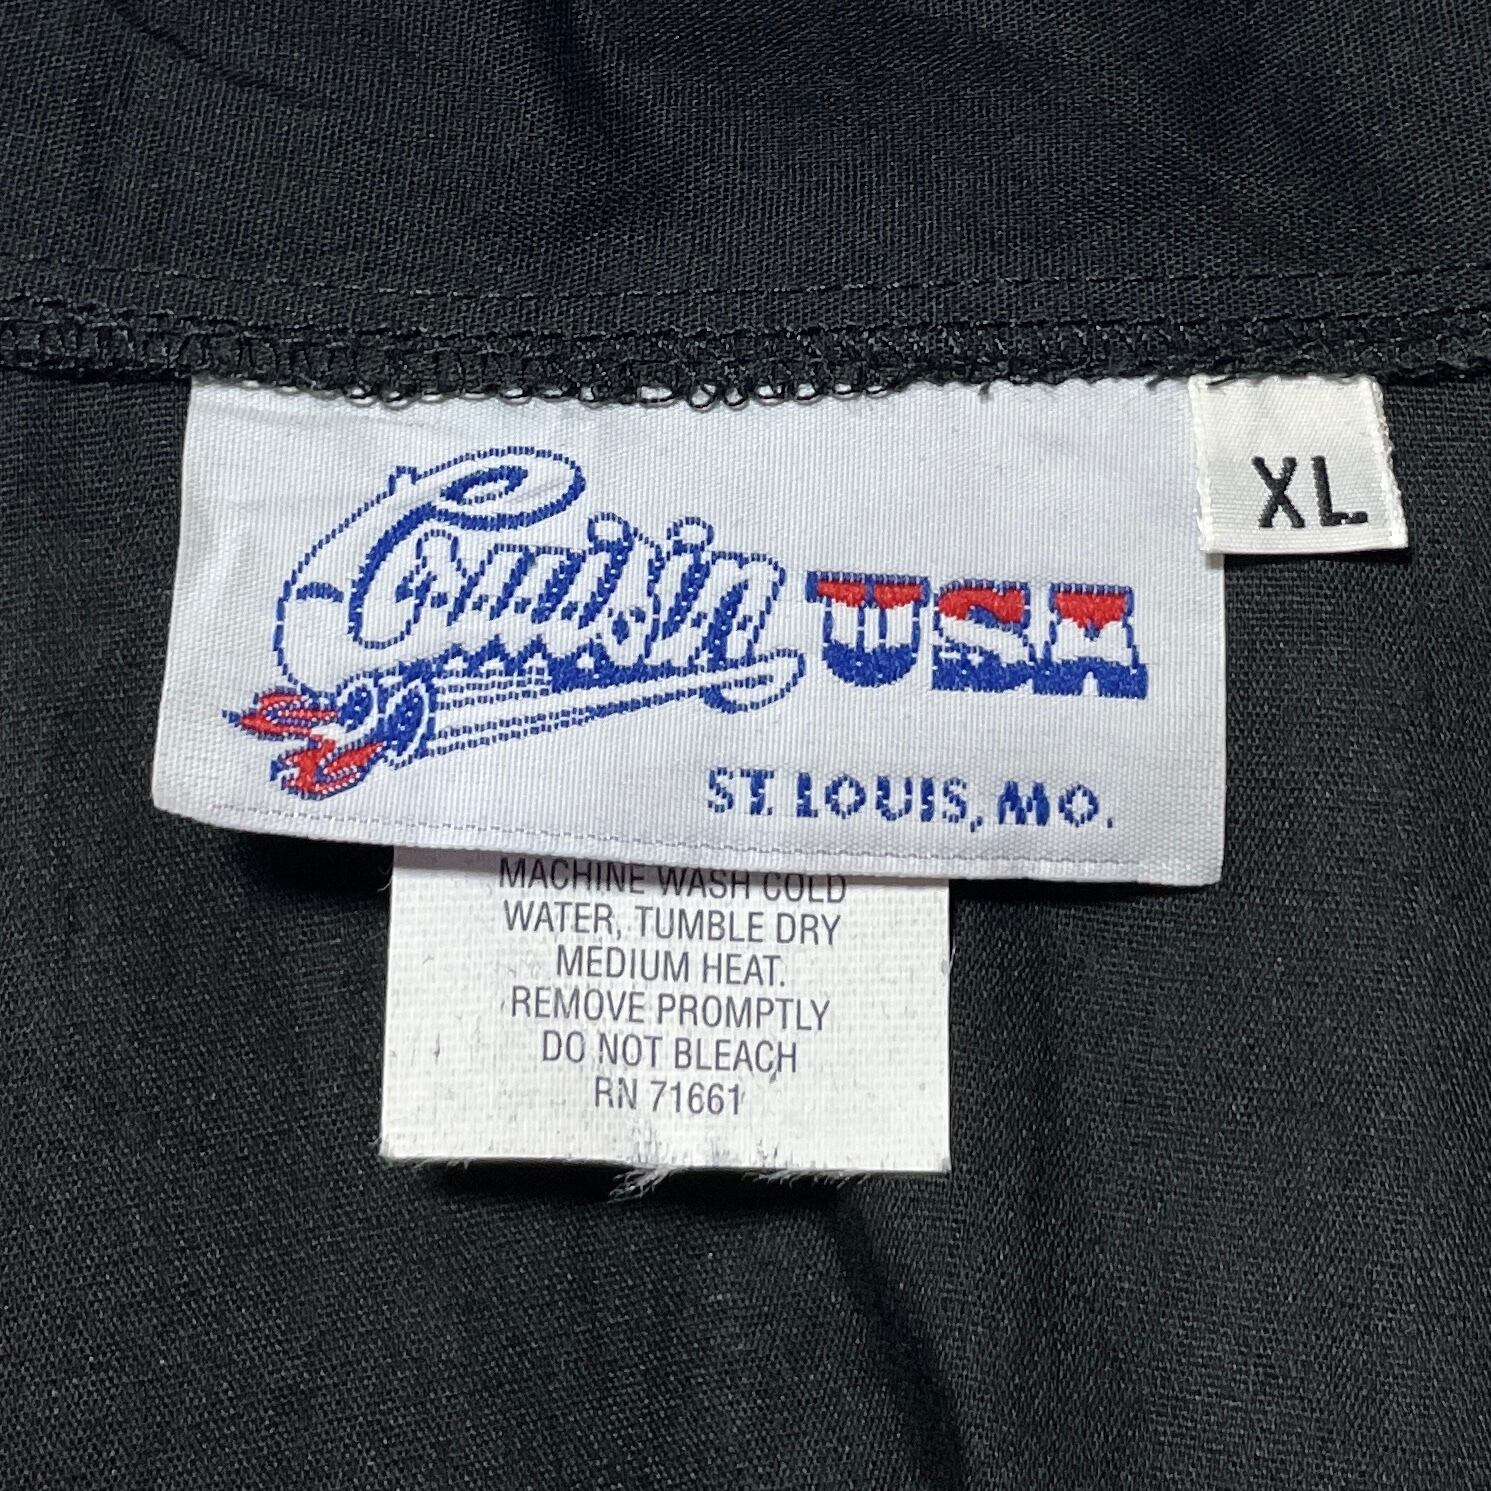 Cruisin USA
XL
ST. LOUIS, MO.
MACHINE WASH COLD
WATER, TUMBLE DRY
MEDIUM HEAT.
REMOVE PROMPTLY
DO NOT BLEACH
RN 71661